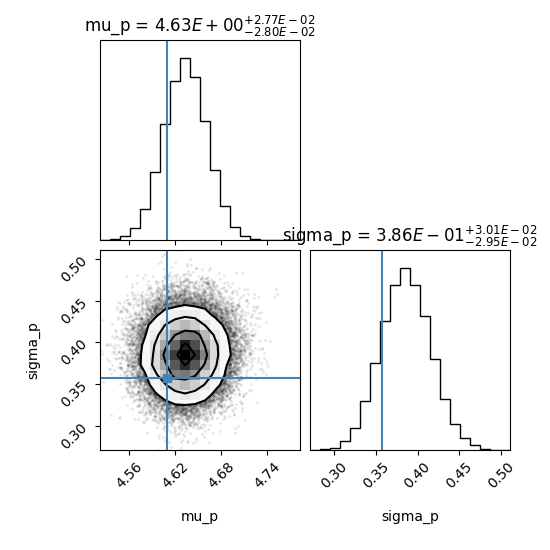 mu_p = 4.63E+00+2.77E−02−2.80E−02
sigma_p = 3.86E−01+3.01E−02−2.95E−02
sigma_p
0.50
0.45
0.40
0.35
0.30
4.56 4.62 4.68 4.74
mu_p
0.30 0.35 0.40 0.45 0.50
sigma_p